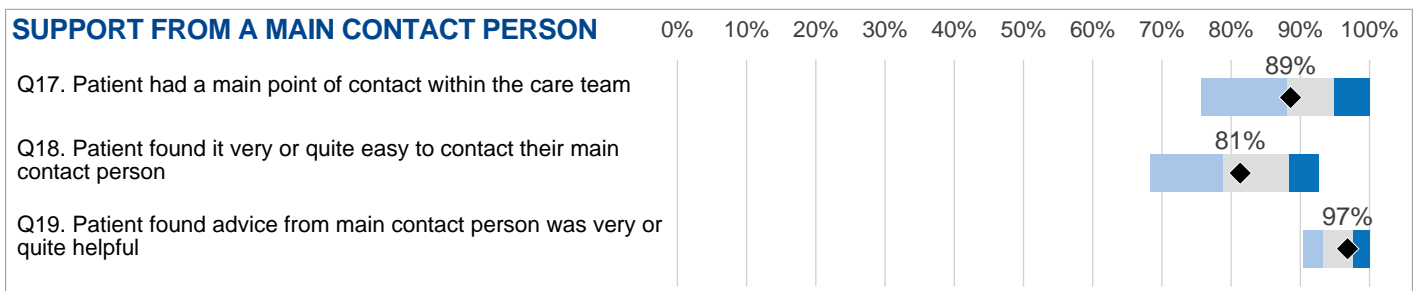 SUPPORT FROM A MAIN CONTACT PERSON 0% 10% 20% 30% 40% 50% 60% 70% 80% 90% 100%
Q17. Patient had a main point of contact within the care team 89%
Q18. Patient found it very or quite easy to contact their main
contact person
81%
Q19. Patient found advice from main contact person was very or
quite helpful
97%